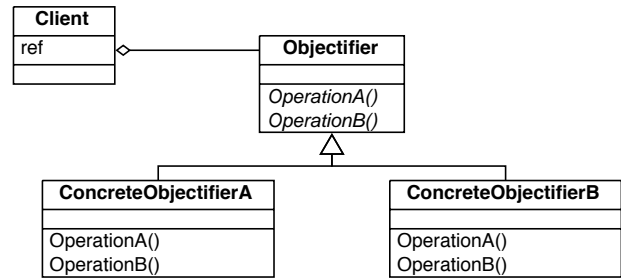 Client
ref
Objectifier
OperationA()
OperationB()
ConcreteObjectifierA
OperationA()
OperationB()
ConcreteObjectifierB
OperationA()
OperationB()